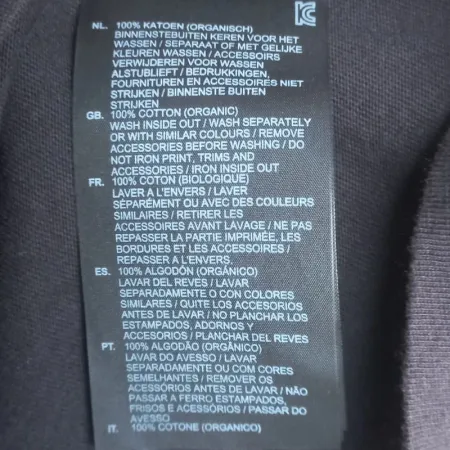 NL. 100% KATOEN (ORGANISCH)
BINNENSTEBUITEN KEREN VOOR HET
WASSEN / SEPARAAT OF MET GELIJKE
KLEUREN WASSEN / ACCESSOIRS
VERWIJDEREN VOOR WASSEN
ALSTUBLIEFT / BEDRUKKINGEN,
FOURNITUREN EN ACCESSOIRES NIET
STRIJKEN / BINNENSTE BUITEN
STRIJKEN
GB. 100% COTTON (ORGANIC)
WASH INSIDE OUT / WASH SEPARATELY
OR WITH SIMILAR COLOURS / REMOVE
ACCESSORIES BEFORE WASHING / DO
NOT IRON PRINT, TRIMS AND
ACCESSORIES / IRON INSIDE OUT
FR. 100% COTON (BIOLOGIQUE)
LAVER A L'ENVERS / LAVER
SÉPARÉMENT OU AVEC DES COULEURS
SIMILAIRES / RETIRER LES
ACCESSOIRES AVANT LAVAGE / NE PAS
REPASSER LA PARTIE IMPRIMÉE, LES
BORDURES ET LES ACCESSOIRES /
REPASSER A L'ENVERS.
ES. 100% ALGODÓN (ORGÁNICO)
LAVAR DEL REVES / LAVAR
SEPARADAMENTE O CON COLORES
SIMILARES / QUITE LOS ACCESORIOS
ANTES DE LAVAR / NO PLANCHAR LOS
ESTAMPADOS, ADORNOS Y
ACCESORIOS / PLANCHAR DEL REVES
PT. 100% ALGODÃO (ORGÂNICO)
LAVAR DO AVESSO / LAVAR
SEPARADAMENTE OU COM CORES
SEMELHANTES / REMOVER OS
ACESSÓRIOS ANTES DE LAVAR / NÃO
PASSAR A FERRO ESTAMPADOS,
FRISOS E ACESSÓRIOS / PASSAR DO
AVESSO
IT. 100% COTONE (ORGANICO)